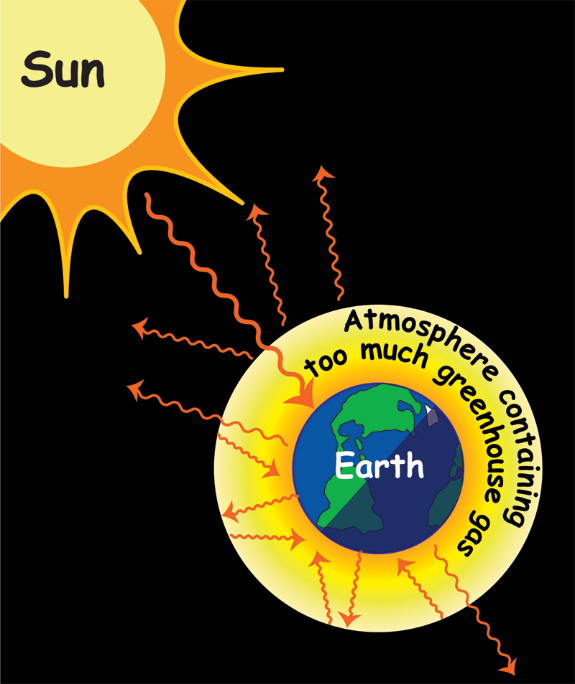 Sun
Atmosphere containing
too much greenhouse gas
Earth